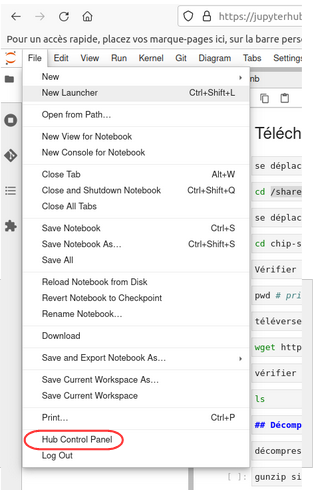 https://jupyterhub
Pour un accès rapide, placez vos marque-pages ici, sur la barre pers
File Edit View Run Kernel Git Diagram Tabs Settings
New
New Launcher Ctrl+Shift+L
Open from Path…
New View for Notebook
New Console for Notebook
Close Tab Alt+W
Close and Shutdown Notebook Ctrl+Shift+Q
Close All Tabs
Save Notebook Ctrl+S
Save Notebook As… Ctrl+Shift+S
Save All
Reload Notebook from Disk
Revert Notebook to Checkpoint
Rename Notebook…
Download
Save and Export Notebook As…
Save Current Workspace As…
Save Current Workspace
Print… Ctrl+P
Hub Control Panel
Log Out
nb
Téléch
se déplac
cd /share
se déplac
cd chip-s
Vérifier
pwd # pri
téléverse
wget http
vérifier
ls
## Décomp
décompres
[ ]: gunzip si